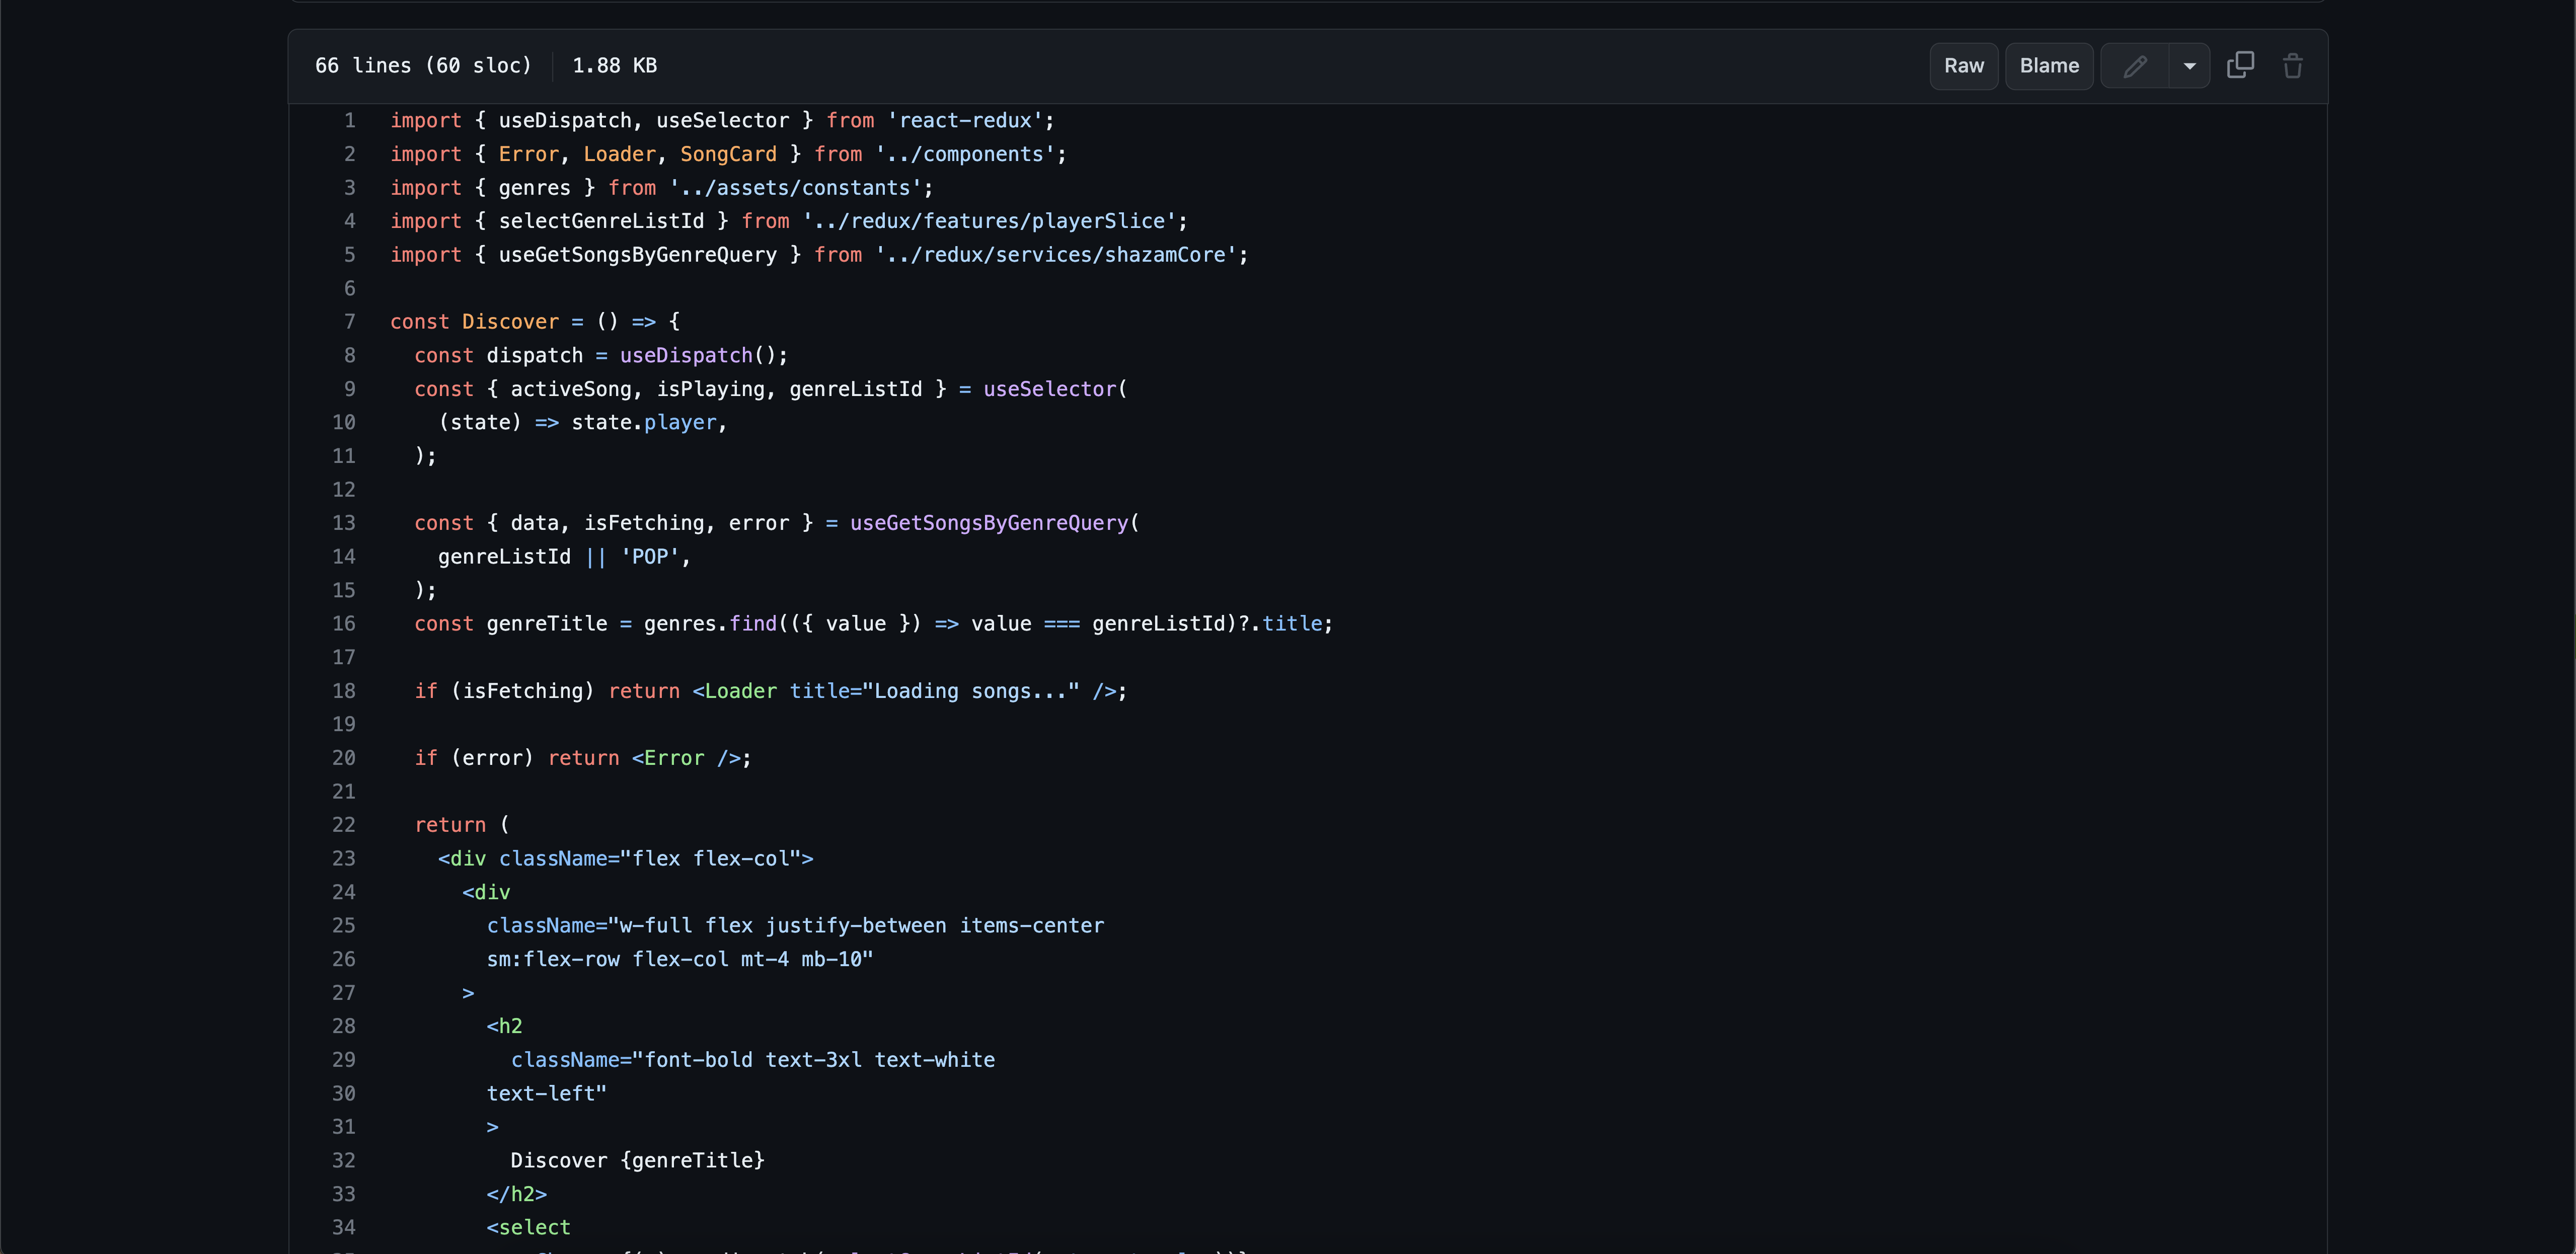 66 lines (60 sloc) 1.88 KB Raw Blame
1 import { useDispatch, useSelector } from 'react-redux';
2 import { Error, Loader, SongCard } from '../components';
3 import { genres } from '../assets/constants';
4 import { selectGenreListId } from '../redux/features/playerSlice';
5 import { useGetSongsByGenreQuery } from '../redux/services/shazamCore';
6
7 const Discover = () => {
8   const dispatch = useDispatch();
9   const { activeSong, isPlaying, genreListId } = useSelector(
10     (state) => state.player,
11   );
12
13   const { data, isFetching, error } = useGetSongsByGenreQuery(
14     genreListId || 'POP',
15   );
16   const genreTitle = genres.find(({ value }) => value === genreListId)?.title;
17
18   if (isFetching) return <Loader title="Loading songs..." />;
19
20   if (error) return <Error />;
21
22   return (
23     <div className="flex flex-col">
24       <div
25         className="w-full flex justify-between items-center
26         sm:flex-row flex-col mt-4 mb-10"
27       >
28         <h2
29           className="font-bold text-3xl text-white
30         text-left"
31         >
32           Discover {genreTitle}
33         </h2>
34         <select